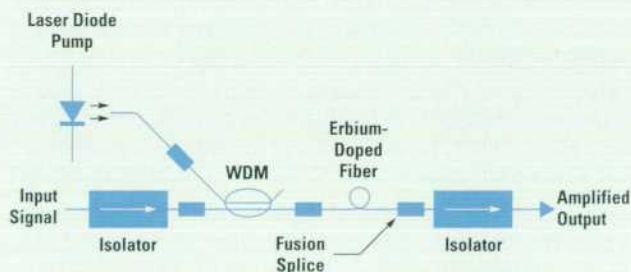 Laser Diode
Pump
Erbium-
Doped
Fiber
WDM
Input
Signal
Amplified
Output
Isolator
Fusion
Splice
Isolator